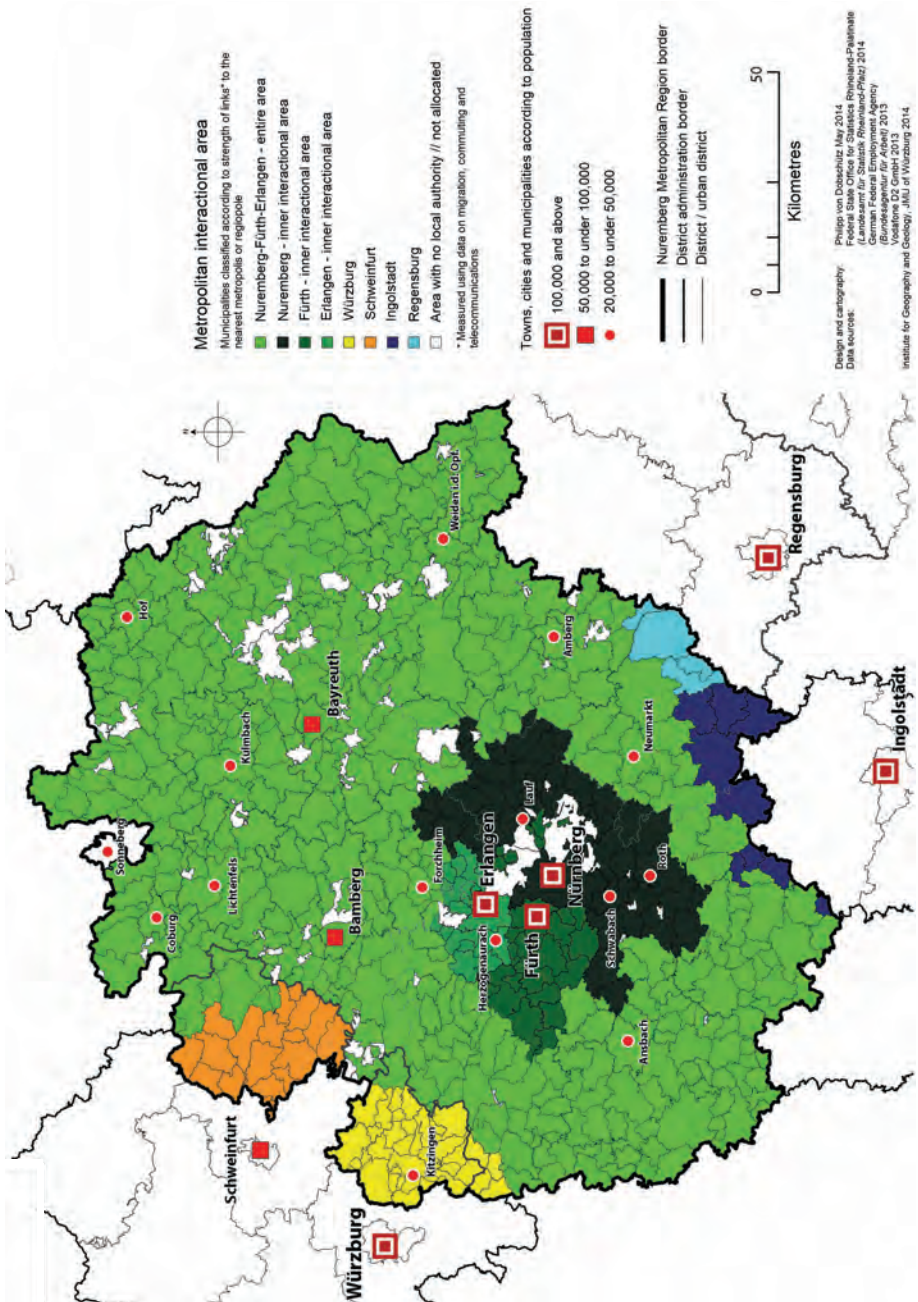 Metropolitan interactional area
Municipalities classified according to strength of links* to the
nearest metropolis or regiopole
Nuremberg-Fürth-Erlangen - entire area
Nuremberg - inner interactional area
Fürth - inner interactional area
Erlangen - inner interactional area
Würzburg
Schweinfurt
Ingolstadt
Regensburg
Area with no local authority // not allocated
* Measured using data on migration, commuting and
telecommunications
Towns, cities and municipalities according to population
100,000 and above
50,000 to under 100,000
20,000 to under 50,000
Nuremberg Metropolitan Region border
District administration border
District / urban district
0
10
50
Kilometres
Design and cartography: Philipp von Dobschütz May 2014
Data sources: Federal State Office for Statistics Rhineland-Palatinate
(Landesamt für Statistik Rheinland-Pfalz) 2014
German Federal Employment Agency
(Bundesagentur für Arbeit) 2013
Vodafone D2 GmbH 2013
Institute for Geography and Geology, JMU of Würzburg 2014
N
Sonneberg
Hof
Coburg
Lichtenfels
Kulmbach
Schweinfurt
Bayreuth
Bamberg
Würzburg
Kitzingen
Forchheim
Weiden i.d. Opf.
Herzogenaurach
Erlangen
Lauf
Fürth
Nürnberg
Amberg
Schwabach
Ansbach
Roth
Neumarkt
Regensburg
Ingolstadt